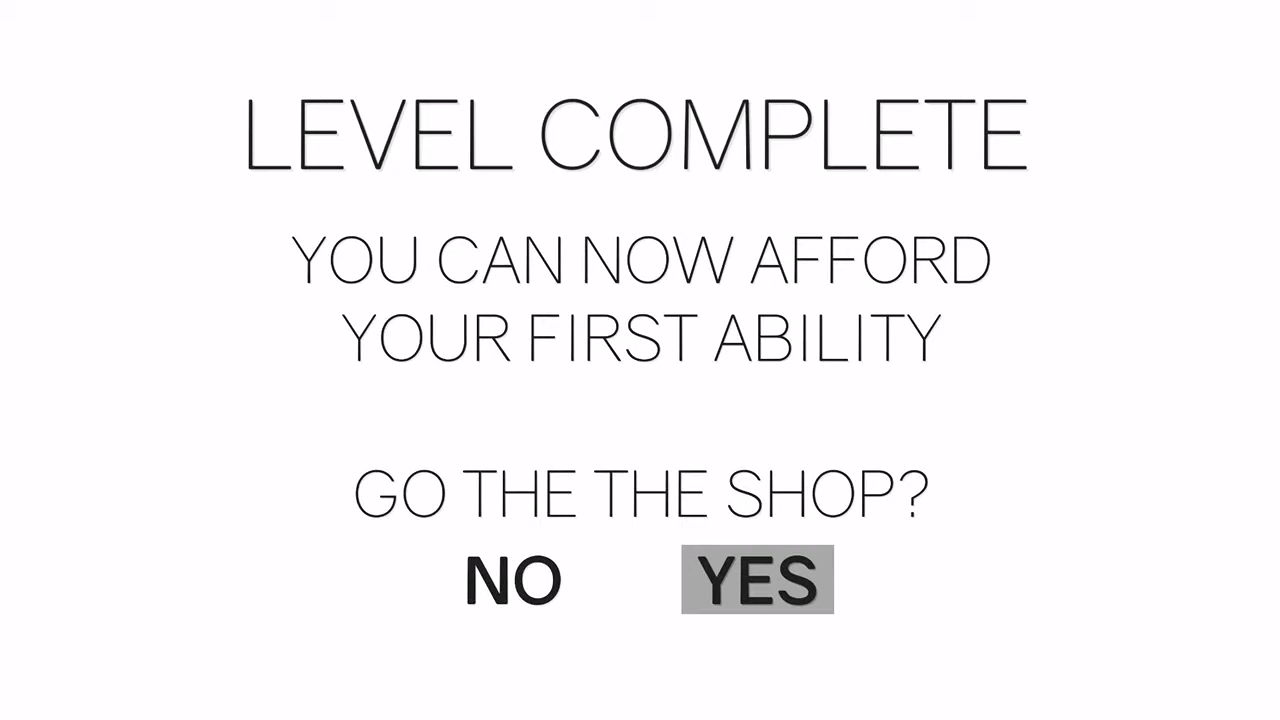 LEVEL COMPLETE
YOU CAN NOW AFFORD
YOUR FIRST ABILITY
GO THE THE SHOP?
NO YES